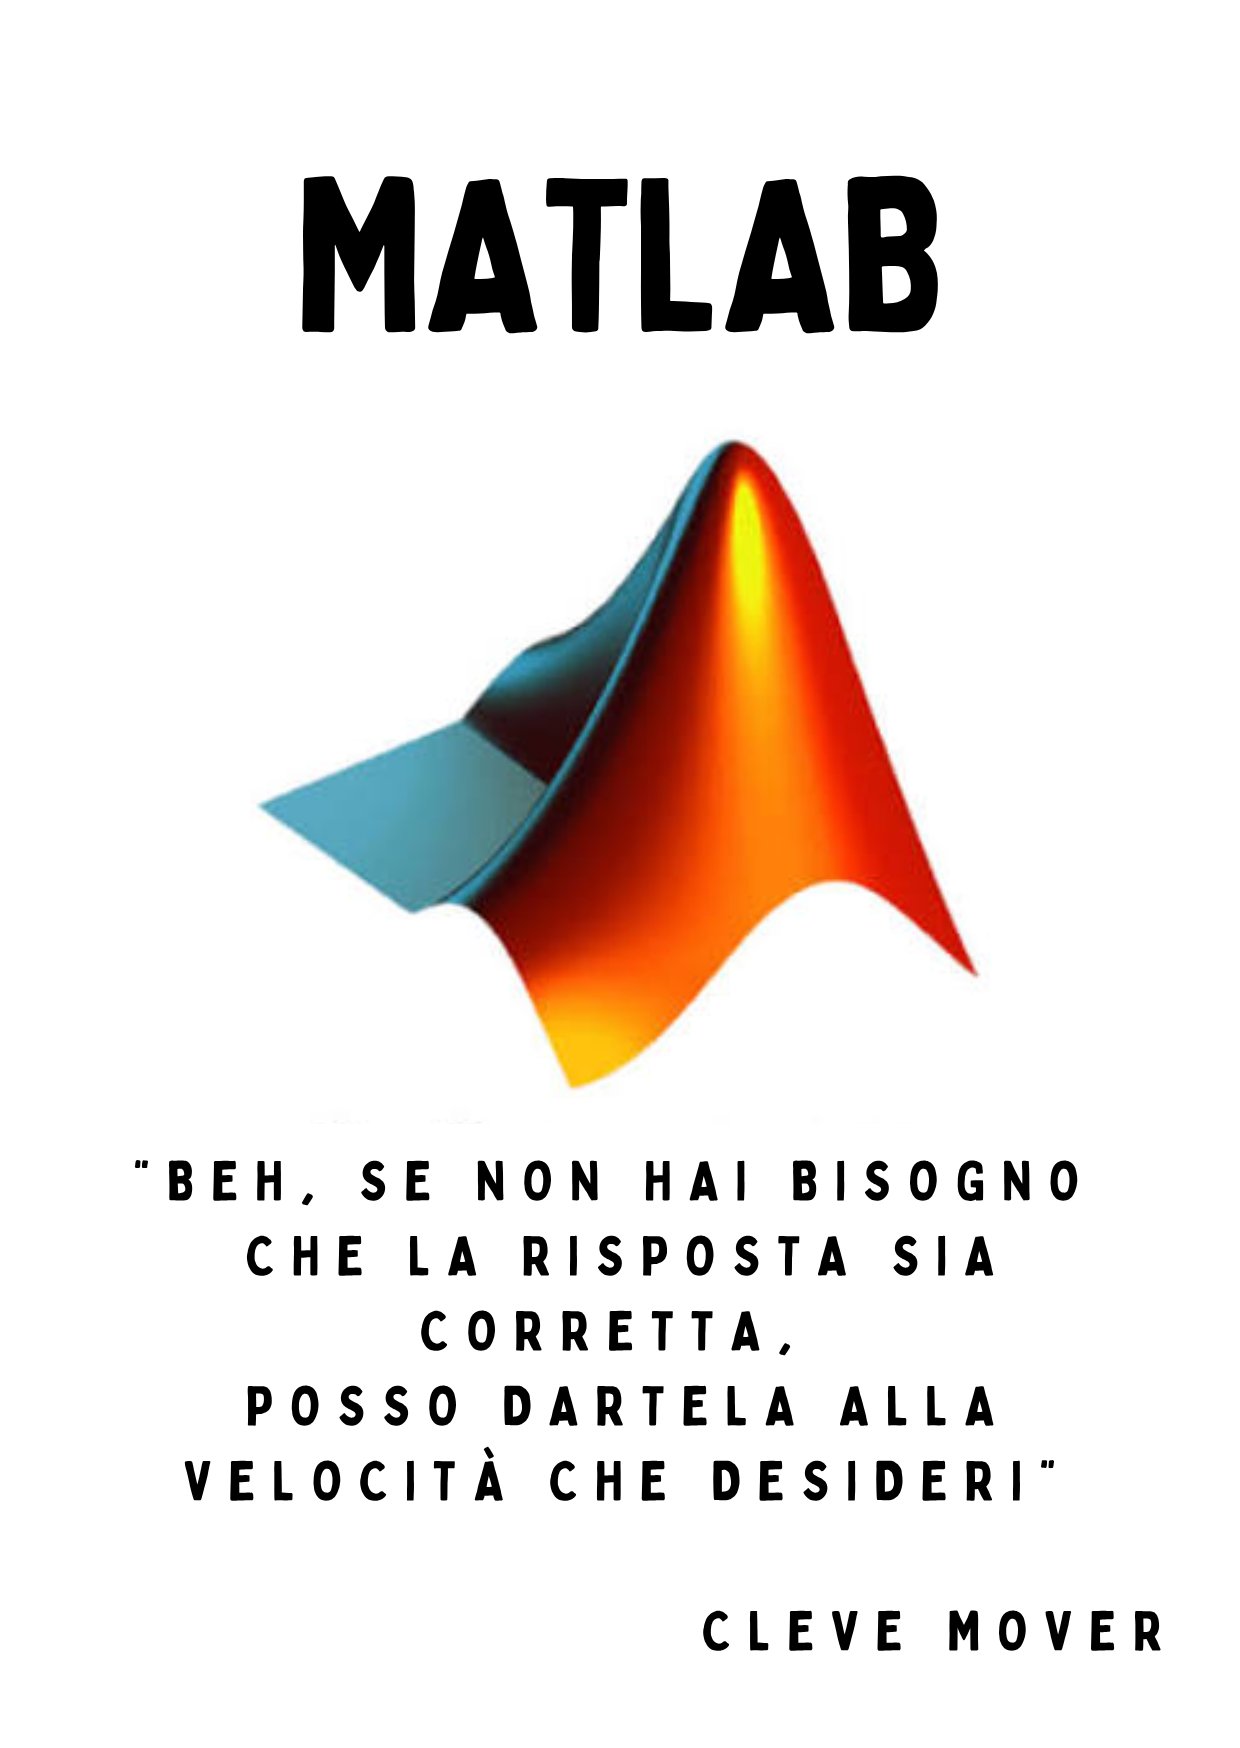 MATLAB
"BEH, SE NON HAI BISOGNO
CHE LA RISPOSTA SIA
CORRETTA,
POSSO DARTELA ALLA
VELOCITÀ CHE DESIDERI"
CLEVE MOVER